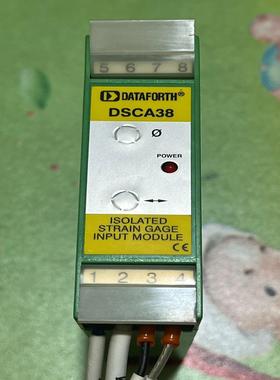 5 6 7 8
DATAFORTH®
DSCA38
Ø
POWER
↔
ISOLATED
STRAIN GAGE
INPUT MODULE
CE
1 2 3 4